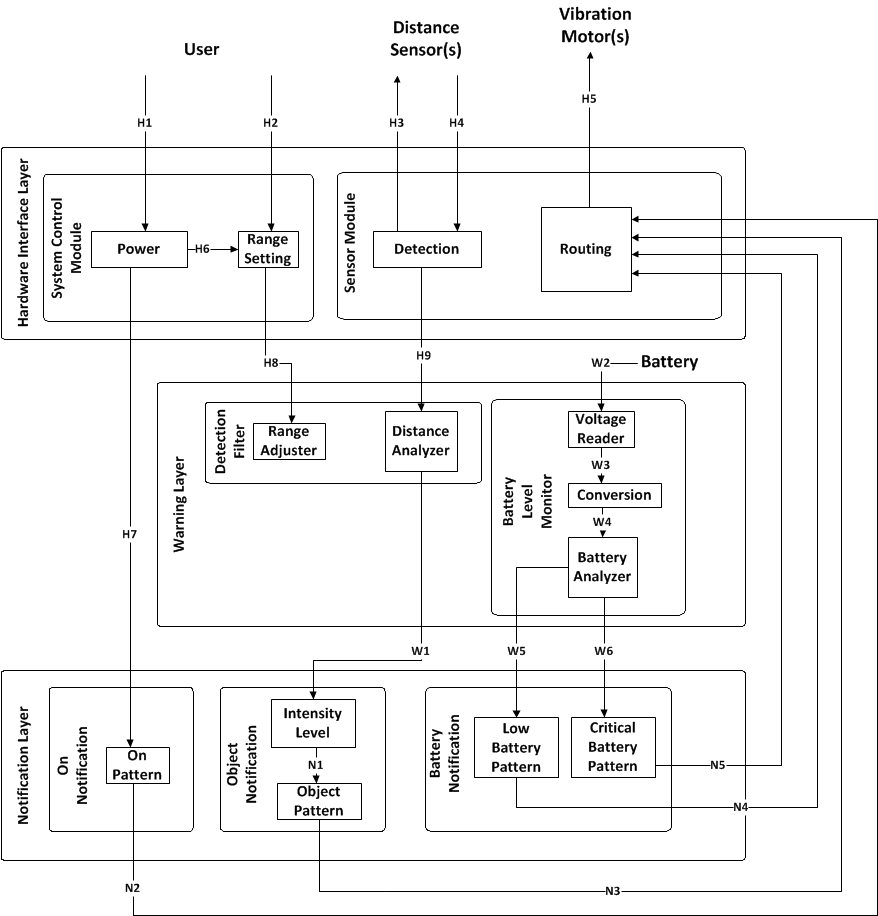 User
Distance
Sensor(s)
Vibration
Motor(s)
H1
H2
H3
H4
H5
Hardware Interface Layer
System Control
Module
Power
H6
Range
Setting
Sensor Module
Detection
Routing
H8
H9
W2
Battery
Warning Layer
Detection
Filter
Range
Adjuster
Distance
Analyzer
Battery
Level
Monitor
Voltage
Reader
W3
Conversion
W4
Battery
Analyzer
H7
W1
W5
W6
Notification Layer
On
Notification
On
Pattern
Object
Notification
Intensity
Level
N1
Object
Pattern
Battery
Notification
Low
Battery
Pattern
Critical
Battery
Pattern
N5
N4
N2
N3